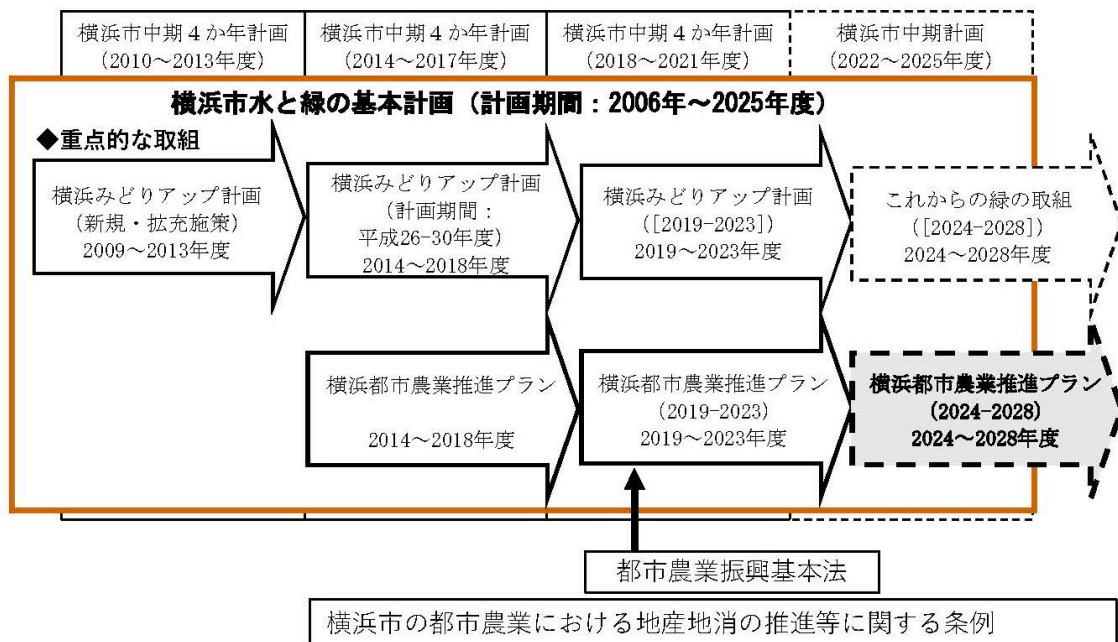 横浜市中期４か年計画
(2010～2013年度)
横浜市中期４か年計画
(2014～2017年度)
横浜市中期４か年計画
(2018～2021年度)
横浜市中期計画
(2022～2025年度)
横浜市水と緑の基本計画（計画期間：2006年～2025年度）
◆重点的な取組
横浜みどりアップ計画
(新規・拡充施策)
2009～2013年度
横浜みどりアップ計画
(計画期間：
平成26-30年度)
2014～2018年度
横浜みどりアップ計画
([2019-2023])
2019～2023年度
これからの緑の取組
([2024-2028])
2024～2028年度
横浜都市農業推進プラン
2014～2018年度
横浜都市農業推進プラン
(2019-2023)
2019～2023年度
横浜都市農業推進プラン
(2024-2028)
2024～2028年度
都市農業振興基本法
横浜市の都市農業における地産地消の推進等に関する条例